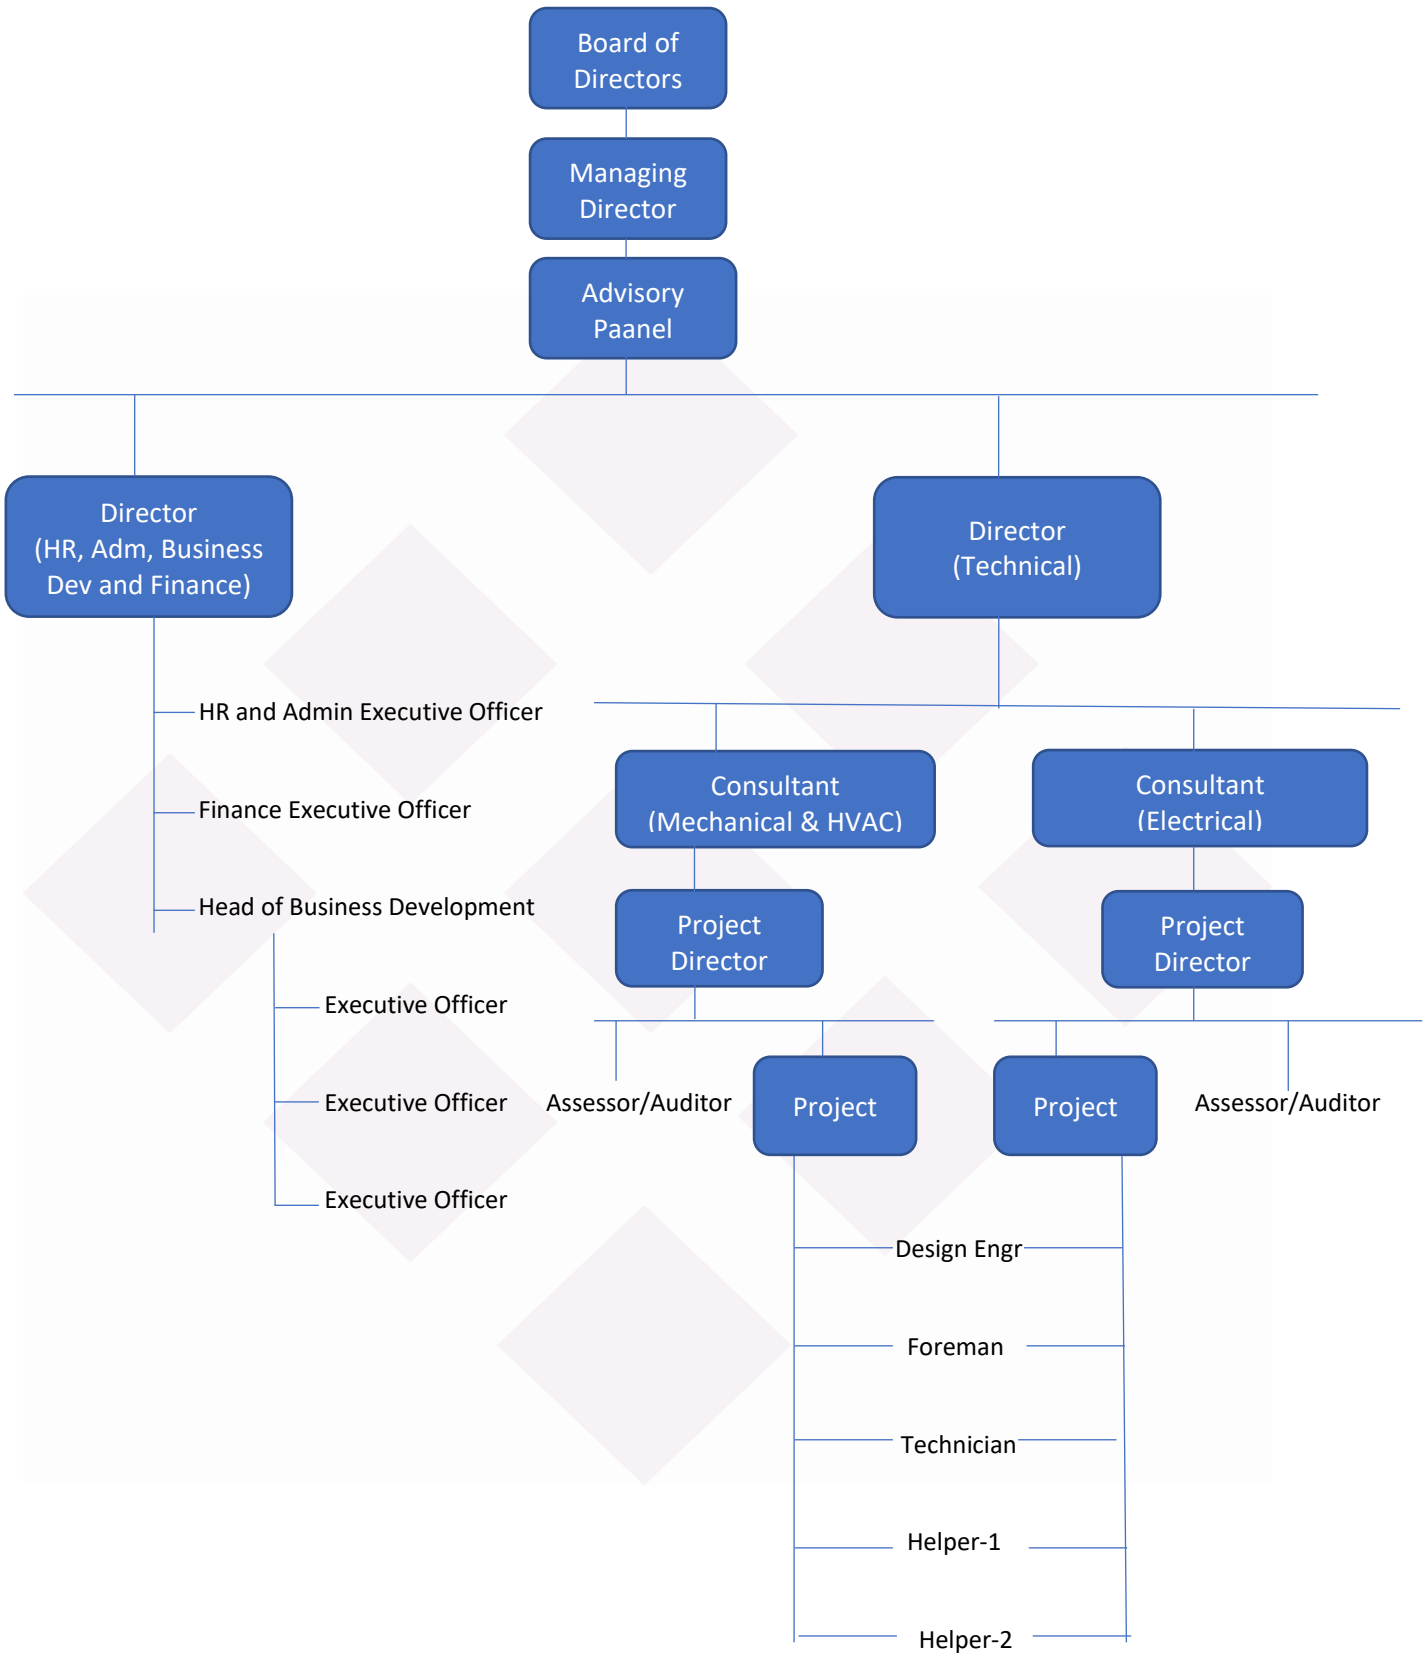 Board of
Directors
Managing
Director
Advisory
Paanel
Director
(HR, Adm, Business
Dev and Finance)
Director
(Technical)
HR and Admin Executive Officer
Finance Executive Officer
Head of Business Development
Executive Officer
Executive Officer
Executive Officer
Consultant
(Mechanical & HVAC)
Consultant
(Electrical)
Project
Director
Project
Director
Assessor/Auditor
Project
Project
Assessor/Auditor
Design Engr
Foreman
Technician
Helper-1
Helper-2